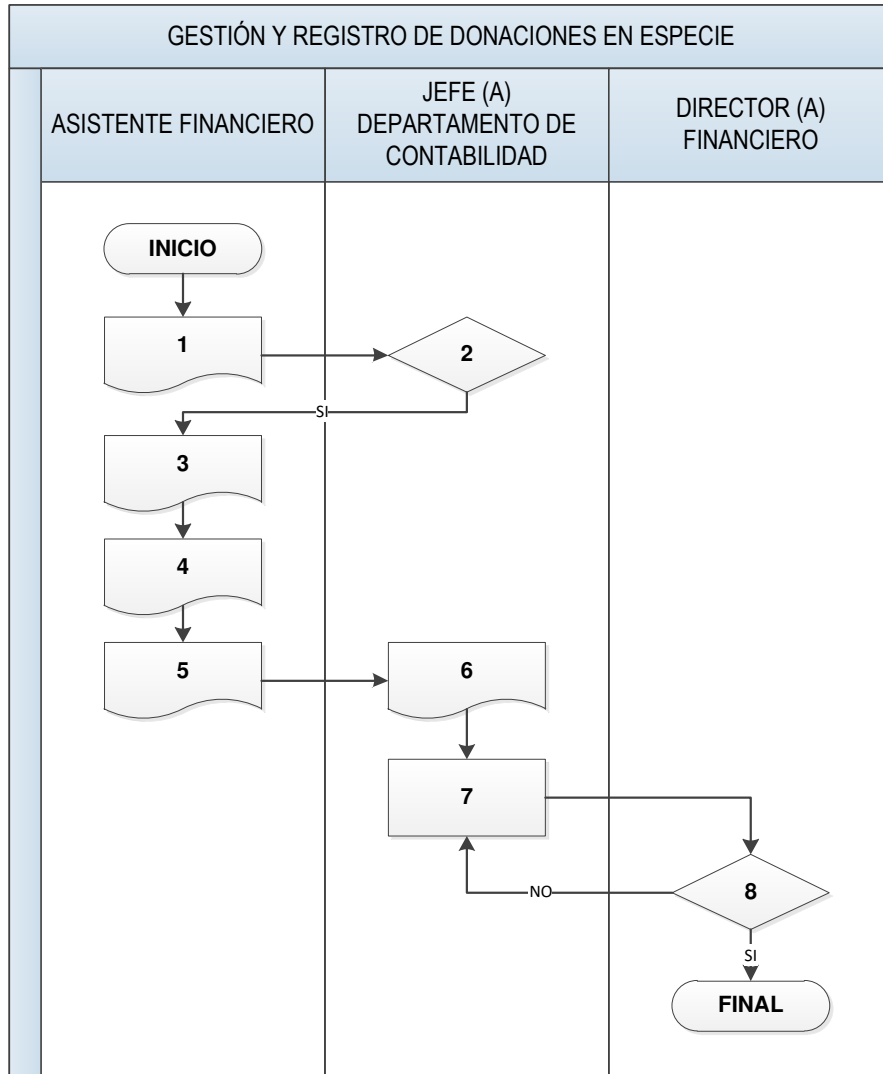 GESTIÓN Y REGISTRO DE DONACIONES EN ESPECIE
ASISTENTE FINANCIERO
JEFE (A)
DEPARTAMENTO DE
CONTABILIDAD
DIRECTOR (A)
FINANCIERO
INICIO
1
2
SI
3
4
5
6
7
8
NO
SI
FINAL